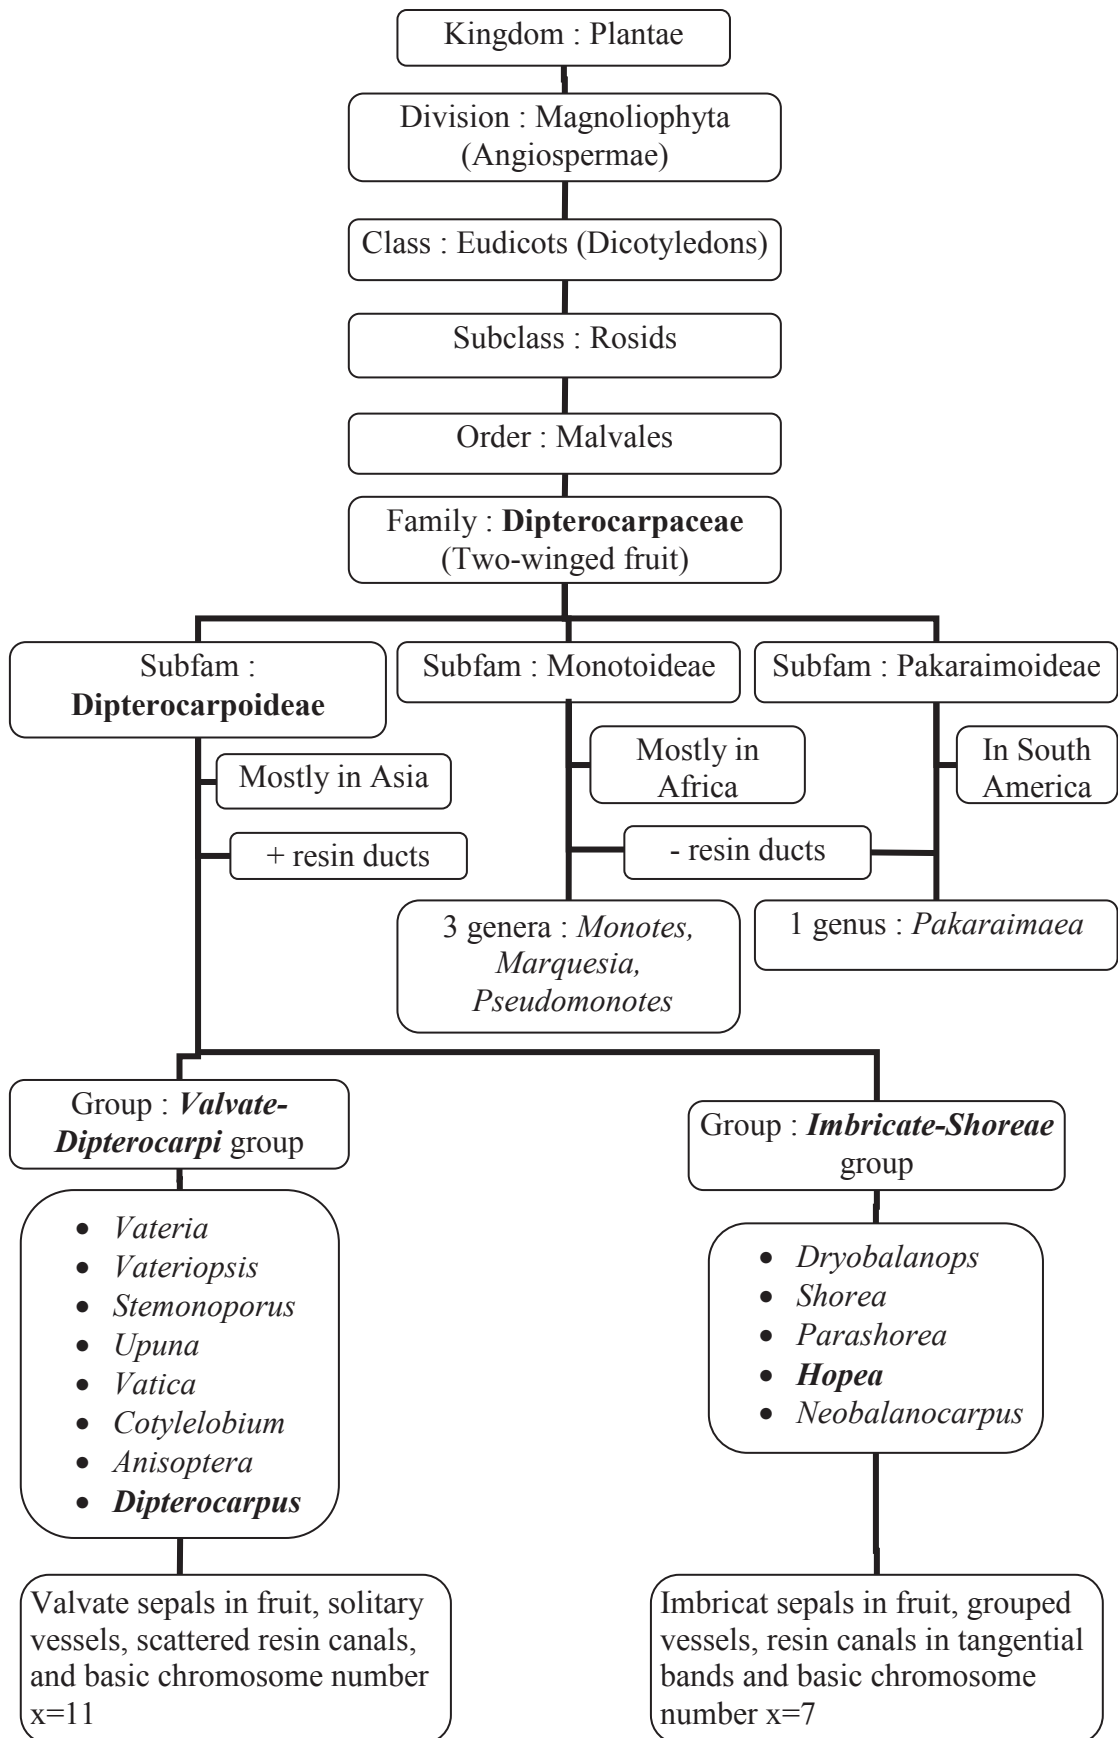 Kingdom : Plantae
Division : Magnoliophyta
(Angiospermae)
Class : Eudicots (Dicotyledons)
Subclass : Rosids
Order : Malvales
Family : Dipterocarpaceae
(Two-winged fruit)
Subfam :
Dipterocarpoideae
Subfam : Monotoideae
Subfam : Pakaraimoideae
Mostly in Asia
Mostly in
Africa
In South
America
+ resin ducts
- resin ducts
3 genera : Monotes,
Marquesia,
Pseudomonotes
1 genus : Pakaraimaea
Group : Valvate-
Dipterocarpi group
Group : Imbricate-Shoreae
group
• Vateria
• Vateriopsis
• Stemonoporus
• Upuna
• Vatica
• Cotylelobium
• Anisoptera
• Dipterocarpus
• Dryobalanops
• Shorea
• Parashorea
• Hopea
• Neobalanocarpus
Valvate sepals in fruit, solitary
vessels, scattered resin canals,
and basic chromosome number
x=11
Imbricat sepals in fruit, grouped
vessels, resin canals in tangential
bands and basic chromosome
number x=7